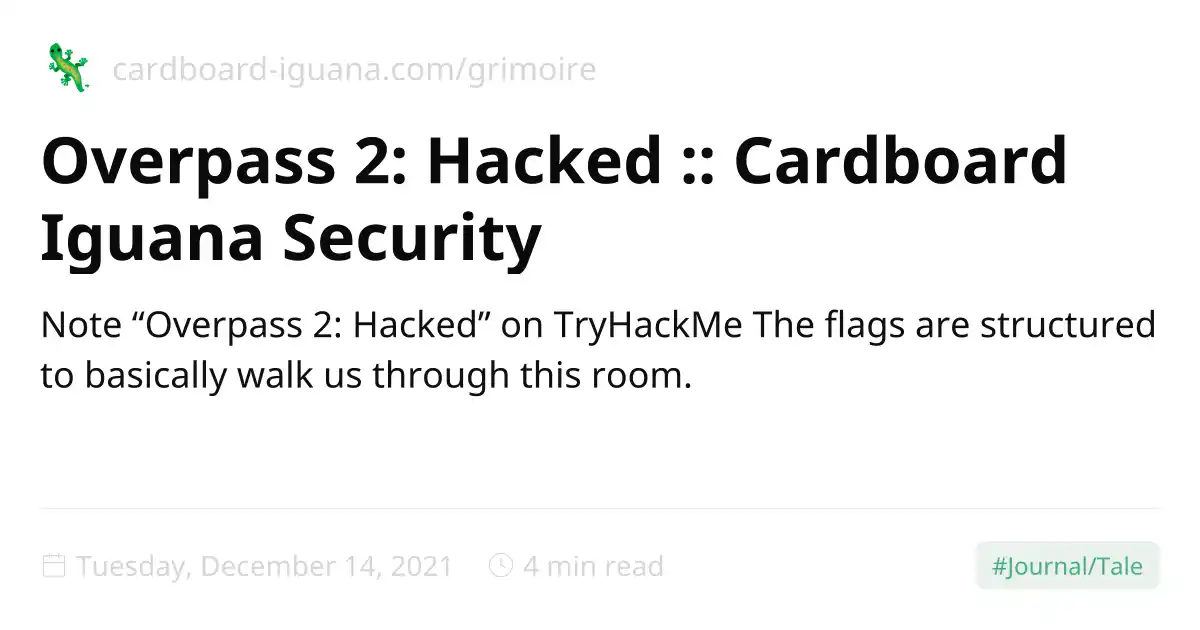 cardboard-iguana.com/grimoire
Overpass 2: Hacked :: Cardboard
Iguana Security
Note “Overpass 2: Hacked” on TryHackMe The flags are structured
to basically walk us through this room.
Tuesday, December 14, 2021 4 min read #Journal/Tale